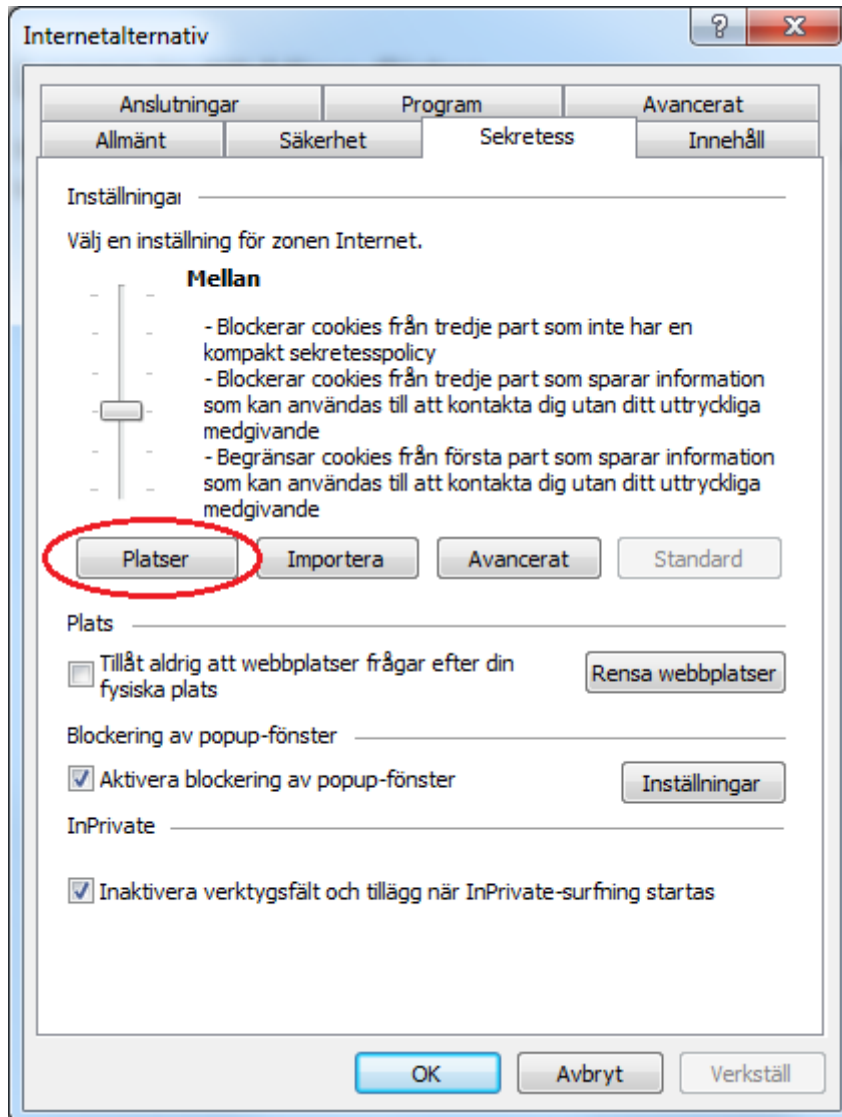 Internetalternativ
Anslutningar Program Avancerat
Allmänt Säkerhet Sekretess Innehåll
Inställningar
Välj en inställning för zonen Internet.
Mellan
- Blockerar cookies från tredje part som inte har en
kompakt sekretesspolicy
- Blockerar cookies från tredje part som sparar information
som kan användas till att kontakta dig utan ditt uttryckliga
medgivande
- Begränsar cookies från första part som sparar information
som kan användas till att kontakta dig utan ditt uttryckliga
medgivande
Platser Importera Avancerat Standard
Plats
Tillåt aldrig att webbplatser frågar efter din
fysiska plats
Rensa webbplatser
Blockering av popup-fönster
Aktivera blockering av popup-fönster
Inställningar
InPrivate
Inaktivera verktygsfält och tillägg när InPrivate-surfning startas
OK Avbryt Verkställ